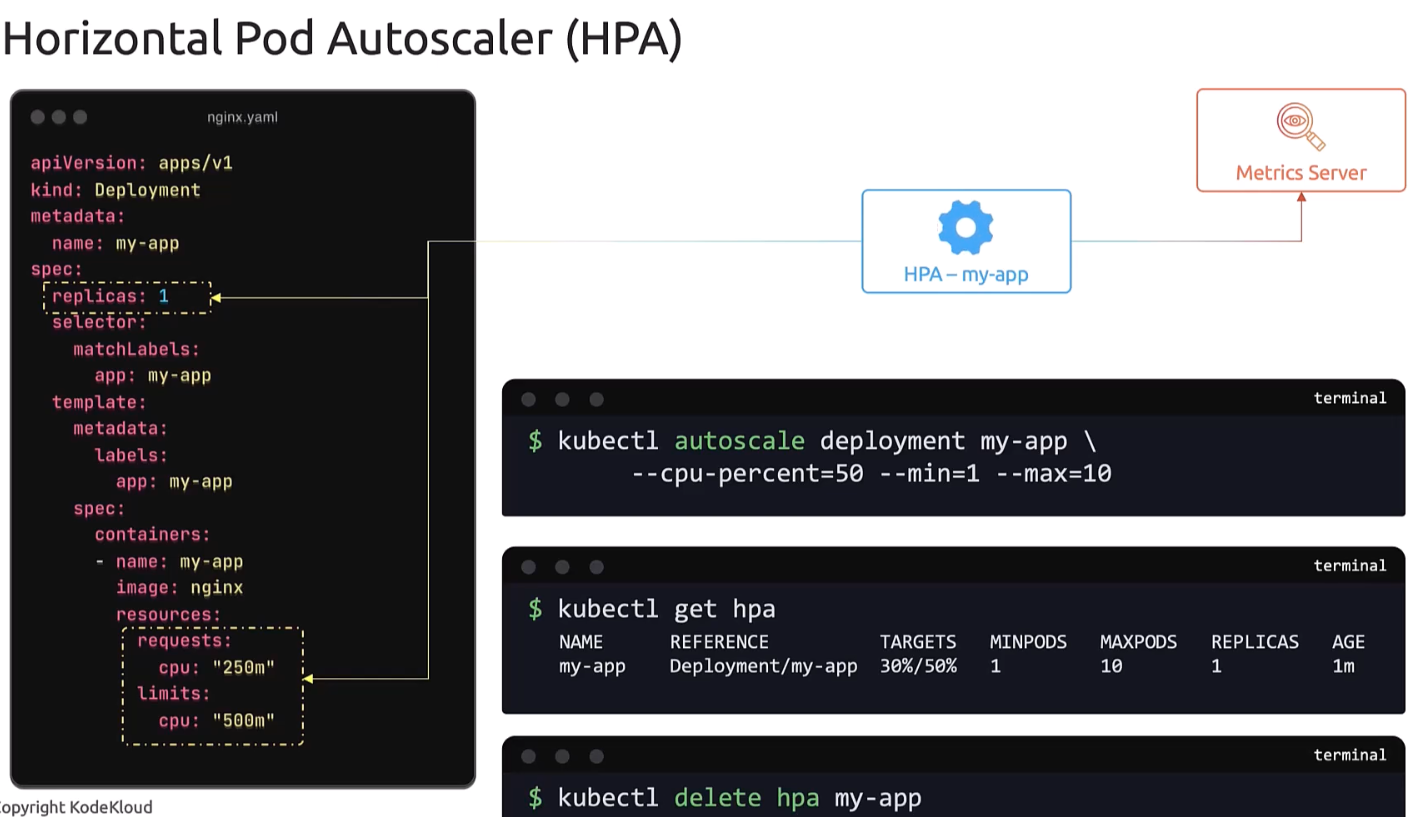 Horizontal Pod Autoscaler (HPA)
nginx.yaml
apiVersion: apps/v1
kind: Deployment
metadata:
  name: my-app
spec:
  replicas: 1
  selector:
    matchLabels:
      app: my-app
  template:
    metadata:
      labels:
        app: my-app
    spec:
      containers:
      - name: my-app
        image: nginx
        resources:
          requests:
            cpu: "250m"
          limits:
            cpu: "500m"
HPA – my-app
Metrics Server
terminal
$ kubectl autoscale deployment my-app \
--cpu-percent=50 --min=1 --max=10
terminal
$ kubectl get hpa
NAME REFERENCE TARGETS MINPODS MAXPODS REPLICAS AGE
my-app Deployment/my-app 30%/50% 1 10 1 1m
terminal
$ kubectl delete hpa my-app
opyright KodeKloud